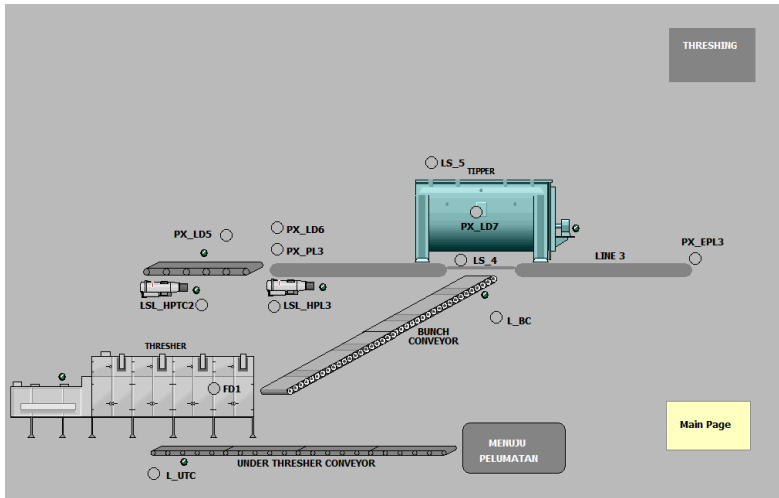 THRESHING
LS_5
TIPPER
PX_LD7
PX_LD5
PX_LD6
PX_PL3
PX_EPL3
LS_4
LINE 3
LSL_HPTC2
LSL_HPL3
L_BC
BUNCH
CONVEYOR
THRESHER
FD1
Main Page
MENUJU
PELUMATAN
UNDER THRESHER CONVEYOR
L_UTC